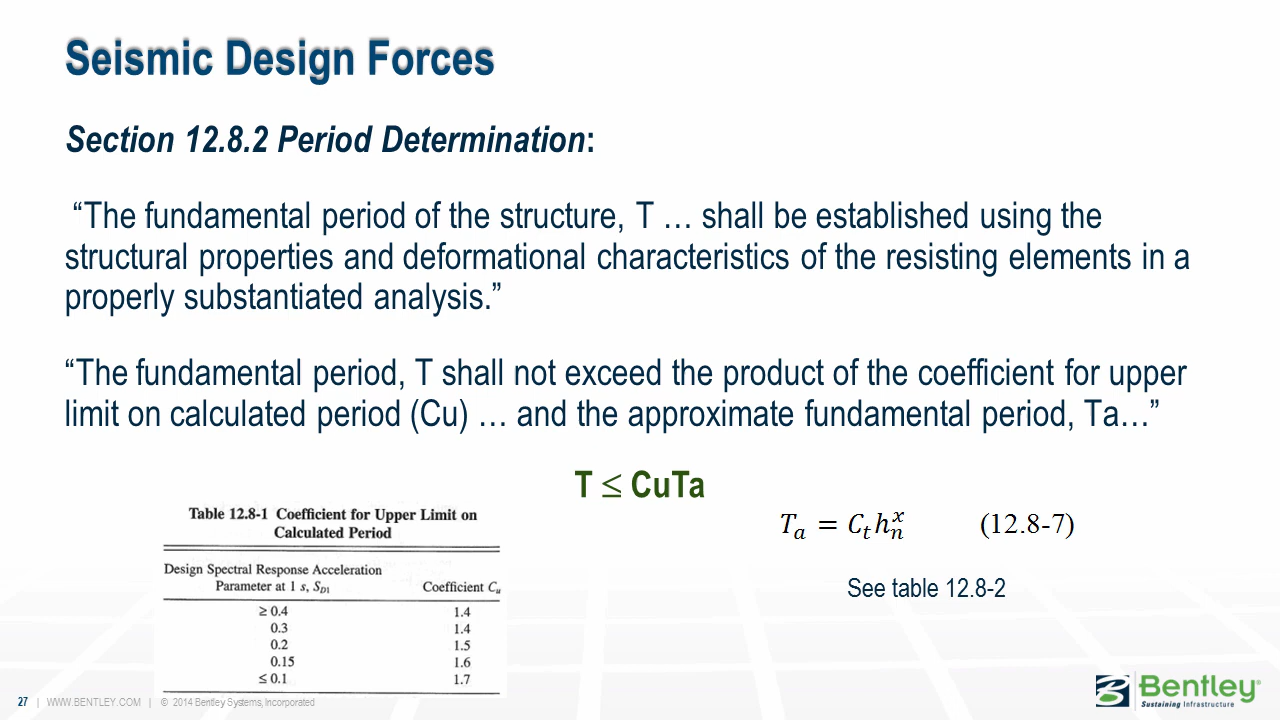 Seismic Design Forces
Section 12.8.2 Period Determination:
“The fundamental period of the structure, T … shall be established using the
structural properties and deformational characteristics of the resisting elements in a
properly substantiated analysis.”
“The fundamental period, T shall not exceed the product of the coefficient for upper
limit on calculated period (Cu) … and the approximate fundamental period, Ta…”
T ≤ CuTa
Table 12.8-1 Coefficient for Upper Limit on
Calculated Period
Design Spectral Response Acceleration
Parameter at 1 s, S_D1 Coefficient C_u
≥ 0.4 1.4
0.3 1.4
0.2 1.5
0.15 1.6
≤ 0.1 1.7
T_a = C_t h_n^x (12.8-7)
See table 12.8-2
27 | WWW.BENTLEY.COM | © 2014 Bentley Systems, Incorporated
Bentley®
Sustaining Infrastructure